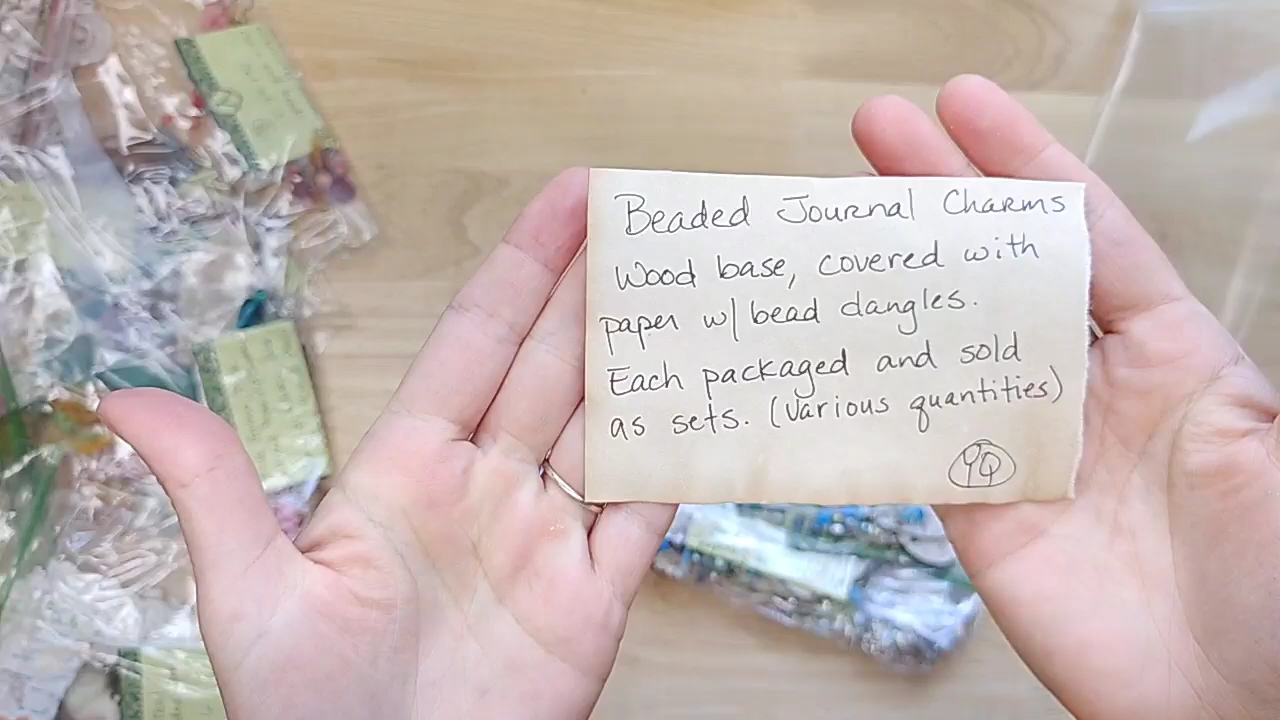 Beaded Journal Charms
Wood base, covered with
paper w/ bead dangles.
Each packaged and sold
as sets. (Various quantities)